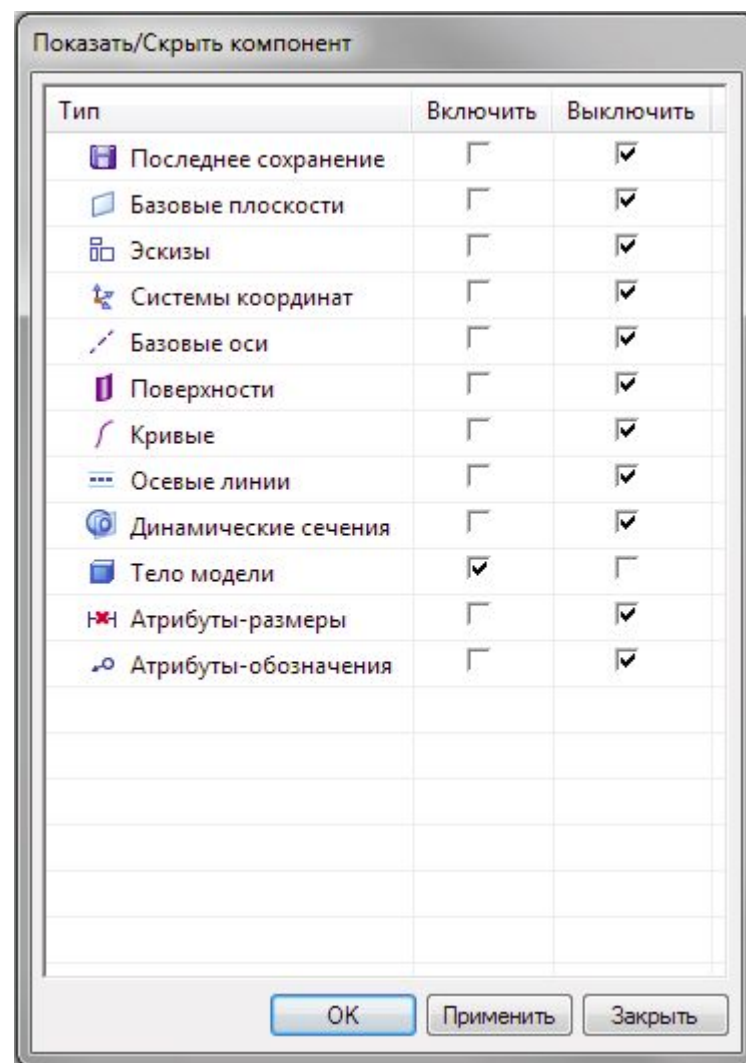 Показать/Скрыть компонент
Тип Включить Выключить
Последнее сохранение
Базовые плоскости
Эскизы
Системы координат
Базовые оси
Поверхности
Кривые
Осевые линии
Динамические сечения
Тело модели
Атрибуты-размеры
Атрибуты-обозначения
OK Применить Закрыть